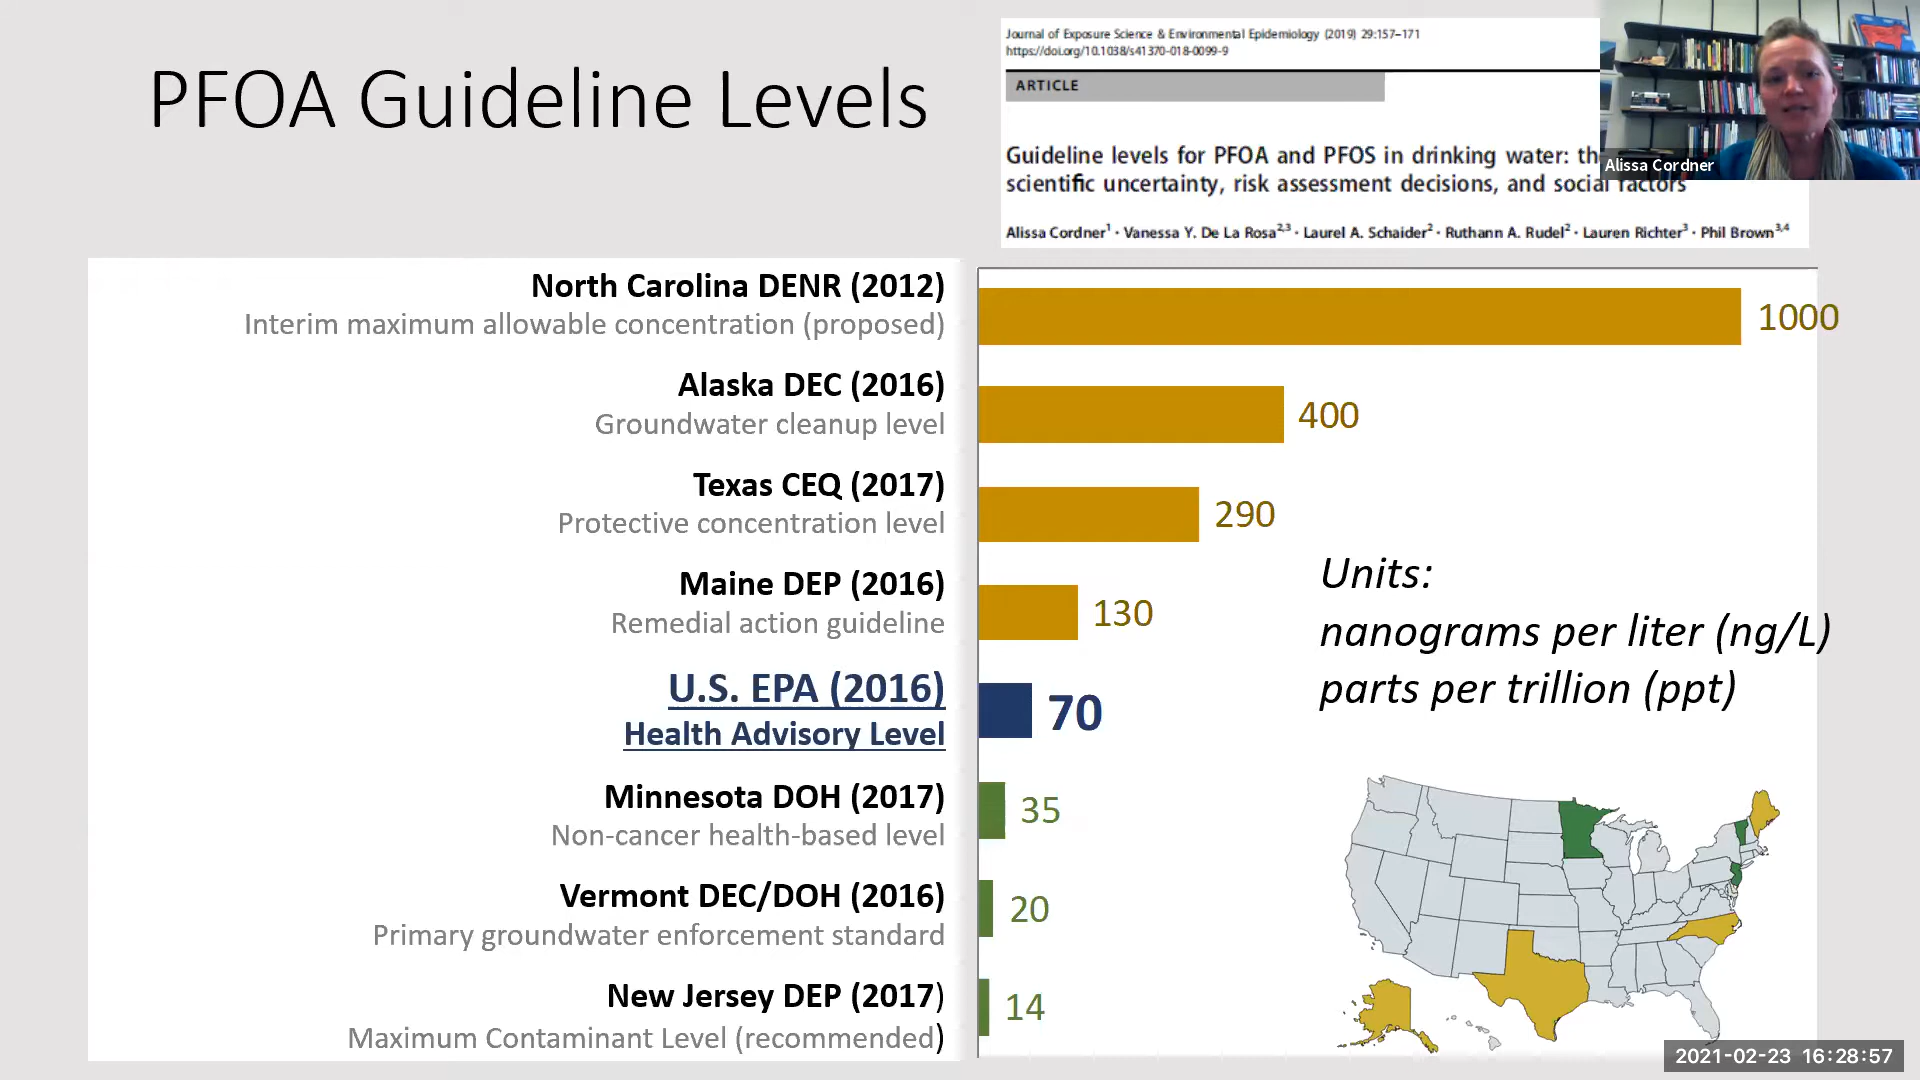 PFOA Guideline Levels
Journal of Exposure Science & Environmental Epidemiology (2019) 29:157–171
https://doi.org/10.1038/s41370-018-0099-9
ARTICLE
Guideline levels for PFOA and PFOS in drinking water:
scientific uncertainty, risk assessment decisions, and social factors
Alissa Cordner1 · Vanessa Y. De La Rosa2,3 · Laurel A. Schaider2 · Ruthann A. Rudel2 · Lauren Richter3 · Phil Brown3,4
Alissa Cordner
North Carolina DENR (2012)
Interim maximum allowable concentration (proposed)
1000
Alaska DEC (2016)
Groundwater cleanup level
400
Texas CEQ (2017)
Protective concentration level
290
Maine DEP (2016)
Remedial action guideline
130
U.S. EPA (2016)
Health Advisory Level
70
Minnesota DOH (2017)
Non-cancer health-based level
35
Vermont DEC/DOH (2016)
Primary groundwater enforcement standard
20
New Jersey DEP (2017)
Maximum Contaminant Level (recommended)
14
Units:
nanograms per liter (ng/L)
parts per trillion (ppt)
2021-02-23 16:28:57